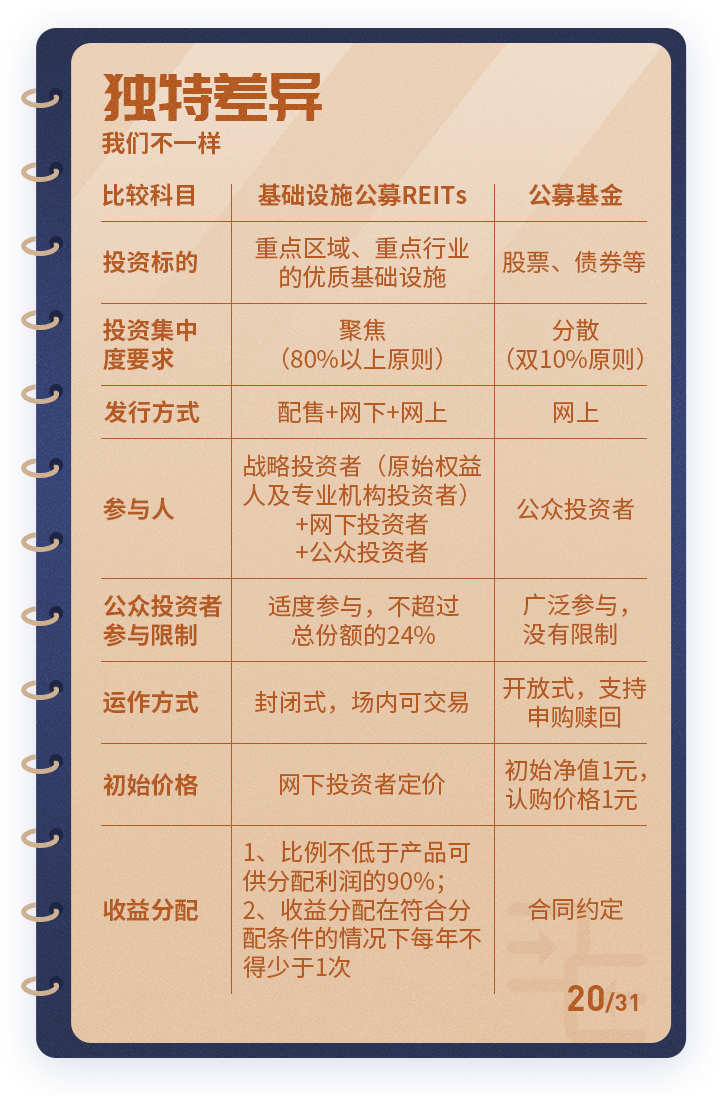 独特差异
我们不一样
比较科目 基础设施公募REITs 公募基金
投资标的
重点区域、重点行业
的优质基础设施
股票、债券等
投资集中
度要求
聚焦
（80%以上原则）
分散
（双10%原则）
发行方式 配售+网下+网上 网上
参与人
战略投资者（原始权益
人及专业机构投资者）
+网下投资者
+公众投资者
公众投资者
公众投资者
参与限制
适度参与，不超过
总份额的24%
广泛参与，
没有限制
运作方式
封闭式，场内可交易
开放式，支持
申购赎回
初始价格
网下投资者定价
初始净值1元，
认购价格1元
收益分配
1、比例不低于产品可
供分配利润的90%；
2、收益分配在符合分
配条件的情况下每年不
得少于1次
合同约定
20/31